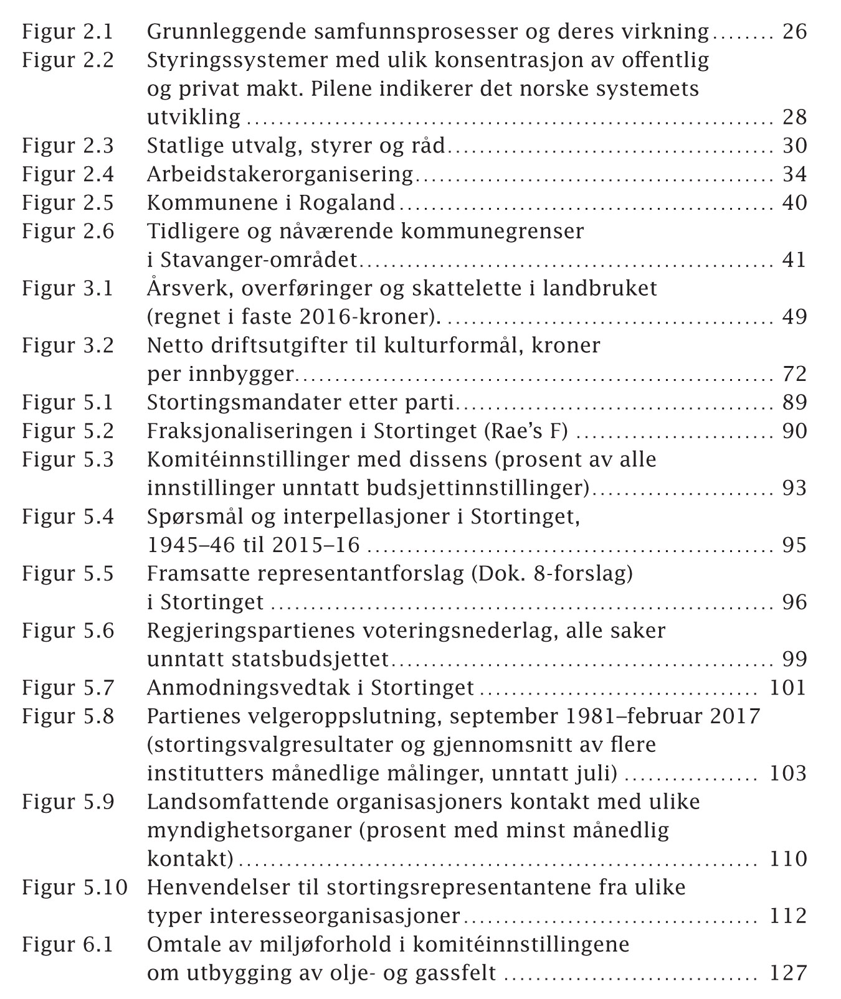 Figur 2.1 Grunnleggende samfunnsprosesser og deres virkning ........ 26
Figur 2.2 Styringssystemer med ulik konsentrasjon av offentlig
og privat makt. Pilene indikerer det norske systemets
utvikling ........ 28
Figur 2.3 Statlige utvalg, styrer og råd ........ 30
Figur 2.4 Arbeidstakerorganisering ........ 34
Figur 2.5 Kommunene i Rogaland ........ 40
Figur 2.6 Tidligere og nåværende kommunegrenser
i Stavanger-området ........ 41
Figur 3.1 Årsverk, overføringer og skattelette i landbruket
(regnet i faste 2016-kroner). ........ 49
Figur 3.2 Netto driftsutgifter til kulturformål, kroner
per innbygger ........ 72
Figur 5.1 Stortingsmandater etter parti ........ 89
Figur 5.2 Fraksjonaliseringen i Stortinget (Rae’s F) ........ 90
Figur 5.3 Komitéinnstillinger med dissens (prosent av alle
innstillinger unntatt budsjettinnstillinger) ........ 93
Figur 5.4 Spørsmål og interpellasjoner i Stortinget,
1945–46 til 2015–16 ........ 95
Figur 5.5 Framsatte representantforslag (Dok. 8-forslag)
i Stortinget ........ 96
Figur 5.6 Regjeringspartienes voteringsnederlag, alle saker
unntatt statsbudsjettet ........ 99
Figur 5.7 Anmodningsvedtak i Stortinget ........ 101
Figur 5.8 Partienes velgeroppslutning, september 1981–februar 2017
(stortingsvalgresultater og gjennomsnitt av flere
institutters månedlige målinger, unntatt juli) ........ 103
Figur 5.9 Landsomfattende organisasjoners kontakt med ulike
myndighetsorganer (prosent med minst månedlig
kontakt) ........ 110
Figur 5.10 Henvendelser til stortingsrepresentantene fra ulike
typer interesseorganisasjoner ........ 112
Figur 6.1 Omtale av miljøforhold i komitéinnstillingene
om utbygging av olje- og gassfelt ........ 127